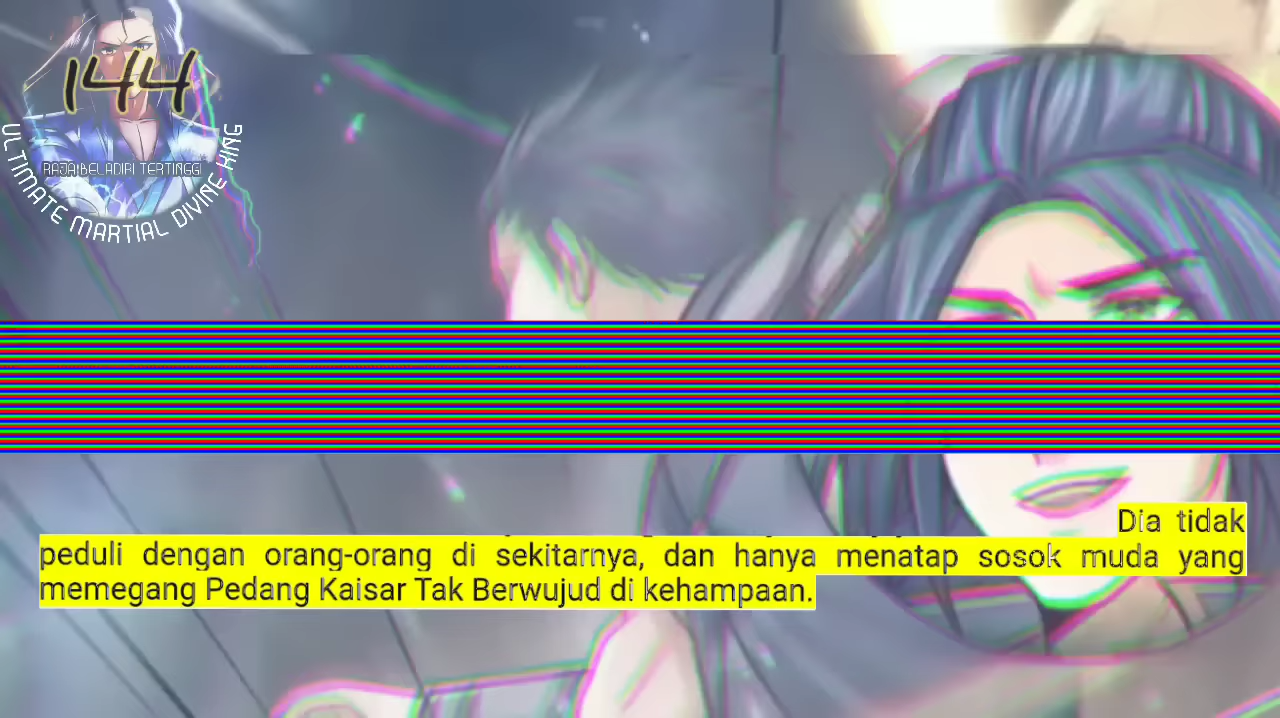 144
RAJA BELADIRI TERTINGGI
ULTIMATE MARTIAL DIVINE KING
Dia tidak
peduli dengan orang-orang di sekitarnya, dan hanya menatap sosok muda yang
memegang Pedang Kaisar Tak Berwujud di kehampaan.